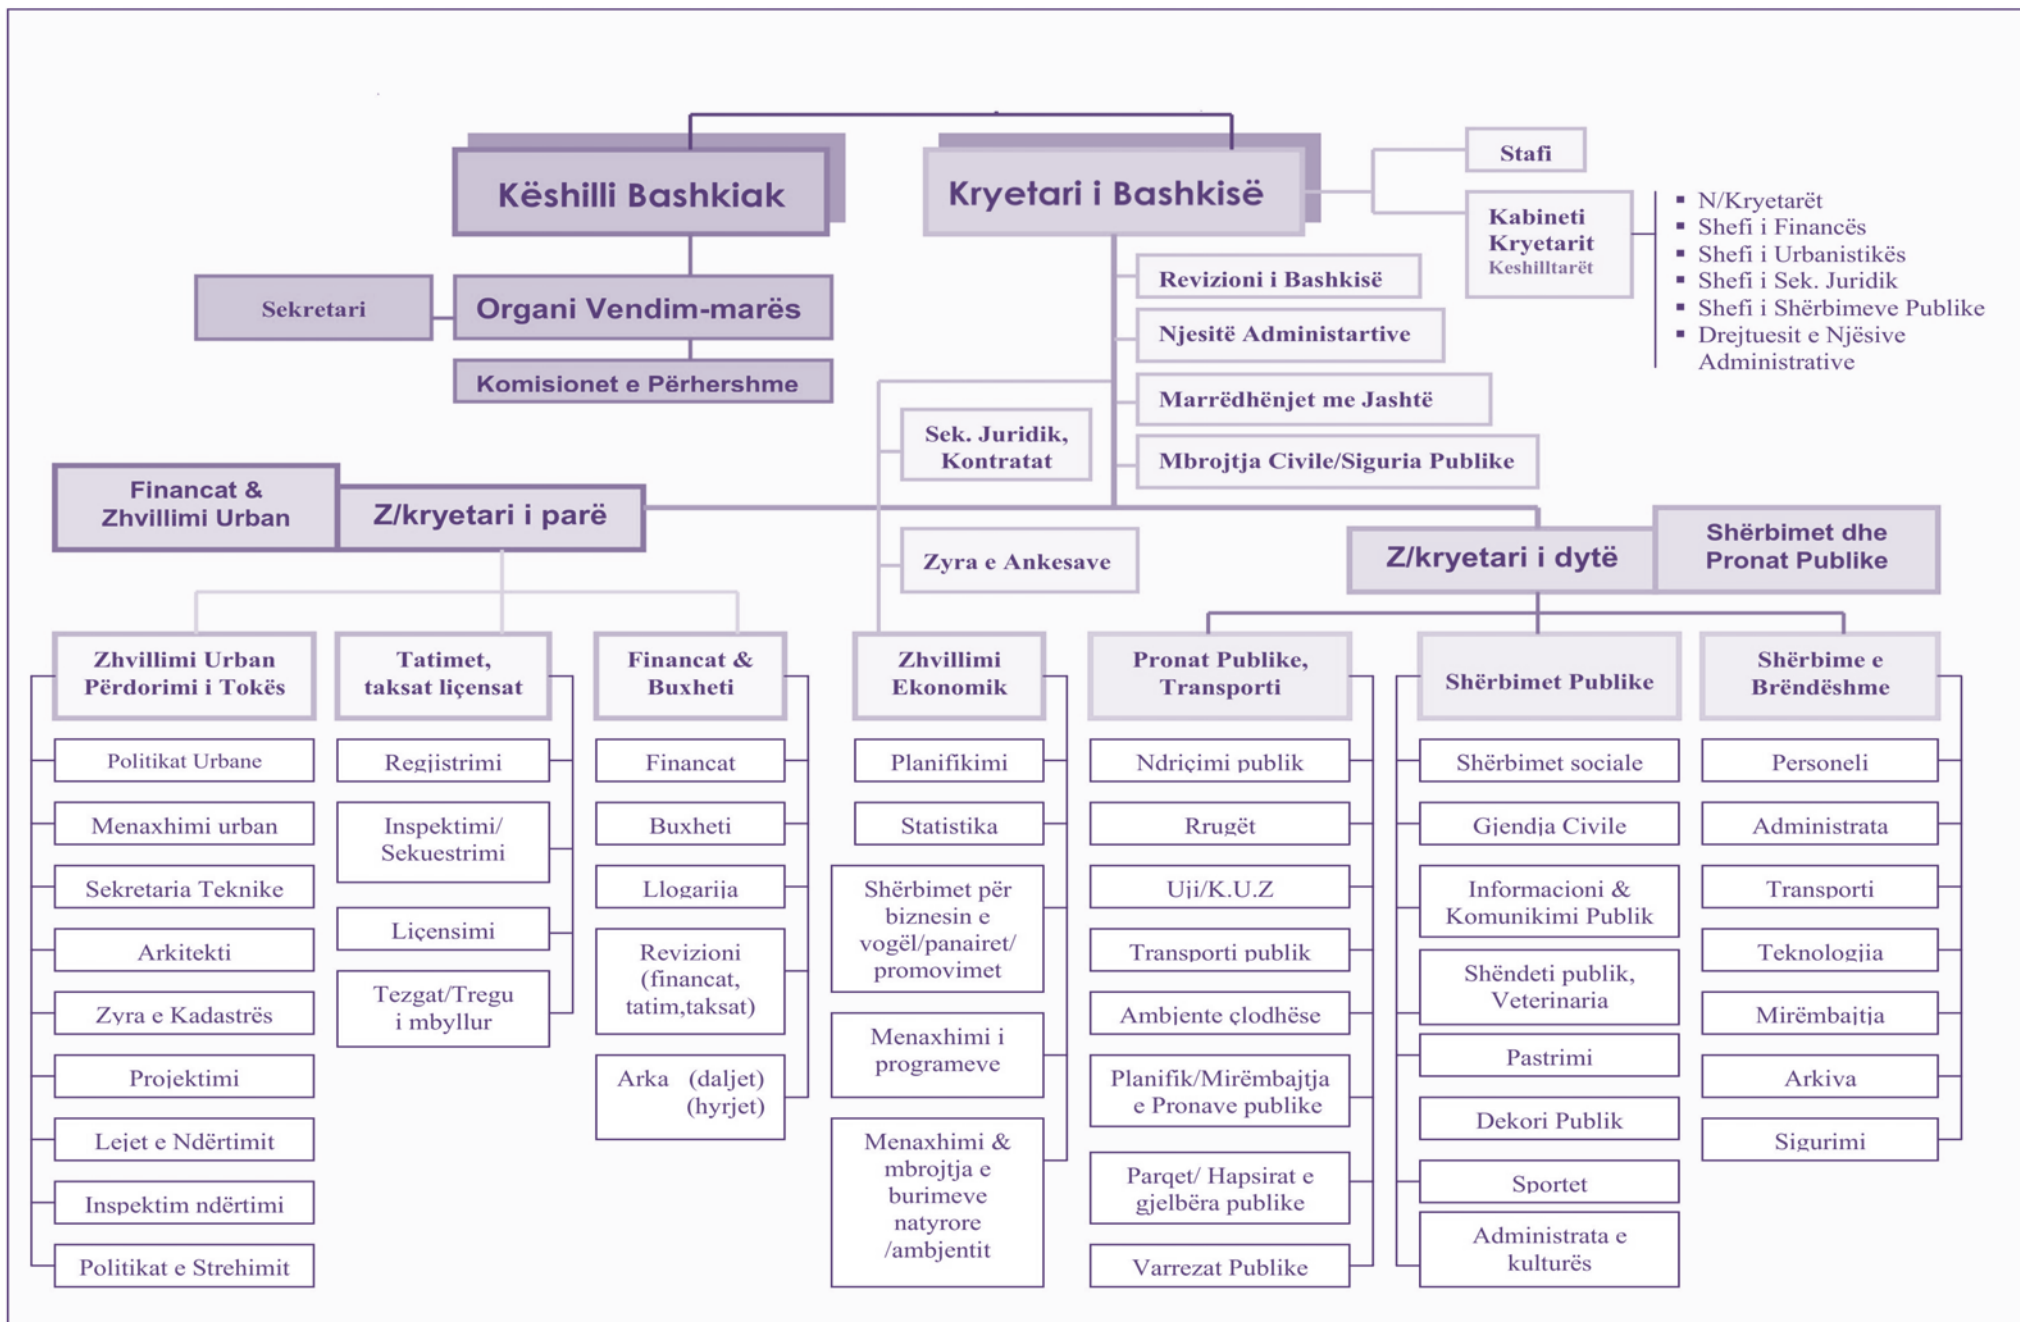 Këshilli Bashkiak
Kryetari i Bashkisë
Stafi
Kabineti
Kryetarit
Keshilltarët
▪ N/Kryetarët
▪ Shefi i Financës
▪ Shefi i Urbanistikës
▪ Shefi i Sek. Juridik
▪ Shefi i Shërbimeve Publike
▪ Drejtuesit e Njësive
Administrative
Sekretari
Organi Vendim-marës
Komisionet e Përhershme
Revizioni i Bashkisë
Njesitë Administartive
Marrëdhënjet me Jashtë
Mbrojtja Civile/Siguria Publike
Sek. Juridik,
Kontratat
Zyra e Ankesave
Financat &
Zhvillimi Urban
Z/kryetari i parë
Z/kryetari i dytë
Shërbimet dhe
Pronat Publike
Zhvillimi Urban
Përdorimi i Tokës
Politikat Urbane
Menaxhimi urban
Sekretaria Teknike
Arkitekti
Zyra e Kadastrës
Projektimi
Lejet e Ndërtimit
Inspektim ndërtimi
Politikat e Strehimit
Tatimet,
taksat liçensat
Regjistrimi
Inspektimi/
Sekuestrimi
Liçensimi
Tezgat/Tregu
i mbyllur
Financat &
Buxheti
Financat
Buxheti
Llogarija
Revizioni
(financat,
tatim,taksat)
Arka (daljet)
(hyrjet)
Zhvillimi
Ekonomik
Planifikimi
Statistika
Shërbimet për
biznesin e
vogël/panairet/
promovimet
Menaxhimi i
programeve
Menaxhimi &
mbrojtja e
burimeve
natyrore
/ambjentit
Pronat Publike,
Transporti
Ndriçimi publik
Rrugët
Uji/K.U.Z
Transporti publik
Ambjente çlodhëse
Planifik/Mirëmbajtja
e Pronave publike
Parqet/ Hapsirat e
gjelbëra publike
Varrezat Publike
Shërbimet Publike
Shërbimet sociale
Gjendja Civile
Informacioni &
Komunikimi Publik
Shëndeti publik,
Veterinaria
Pastrimi
Dekori Publik
Sportet
Administrata e
kulturës
Shërbime e
Brëndëshme
Personeli
Administrata
Transporti
Teknologjia
Mirëmbajtja
Arkiva
Sigurimi